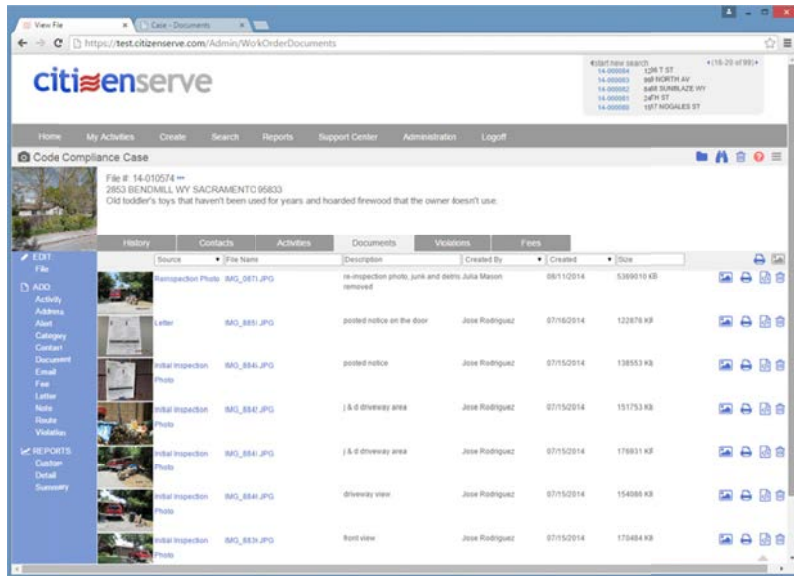 View File
Case - Documents
https://test.citizenserve.com/Admin/WorkOrderDocuments
citizenserve
start new search
(16-20 of 99)
14-000084
14-000083 NORTH AV
14-000082 SUNBLAZE WY
14-000081 24TH ST
14-000080 NOGALES ST
Home My Activities Create Search Reports Support Center Administration Logoff
Code Compliance Case
File #: 14-010574
2853 BENDMILL WY SACRAMENTO 95833
Old toddler's toys that haven't been used for years and hoarded firewood that the owner doesn't use.
History Contacts Activities Documents Violations Fees
EDIT
File
ADD
Activity
Address
Alert
Category
Contact
Document
Email
Fee
Letter
Note
Route
Violation
REPORTS
Custom
Detail
Summary
Source File Name Description Created By Created Size
Reinspection Photo re-inspection photo, junk and debris Julia Mason 08/11/2014 5369010 KB
removed
Letter posted notice on the door Jose Rodriguez 07/16/2014 122876 KB
Initial Inspection posted notice Jose Rodriguez 07/15/2014 138553 KB
Photo
Initial Inspection j & d driveway area Jose Rodriguez 07/15/2014 151753 KB
Photo
Initial Inspection j & d driveway area Jose Rodriguez 07/15/2014 176931 KB
Photo
Initial Inspection driveway view Jose Rodriguez 07/15/2014 154086 KB
Photo
Initial Inspection front view Jose Rodriguez 07/15/2014 170484 KB
Photo